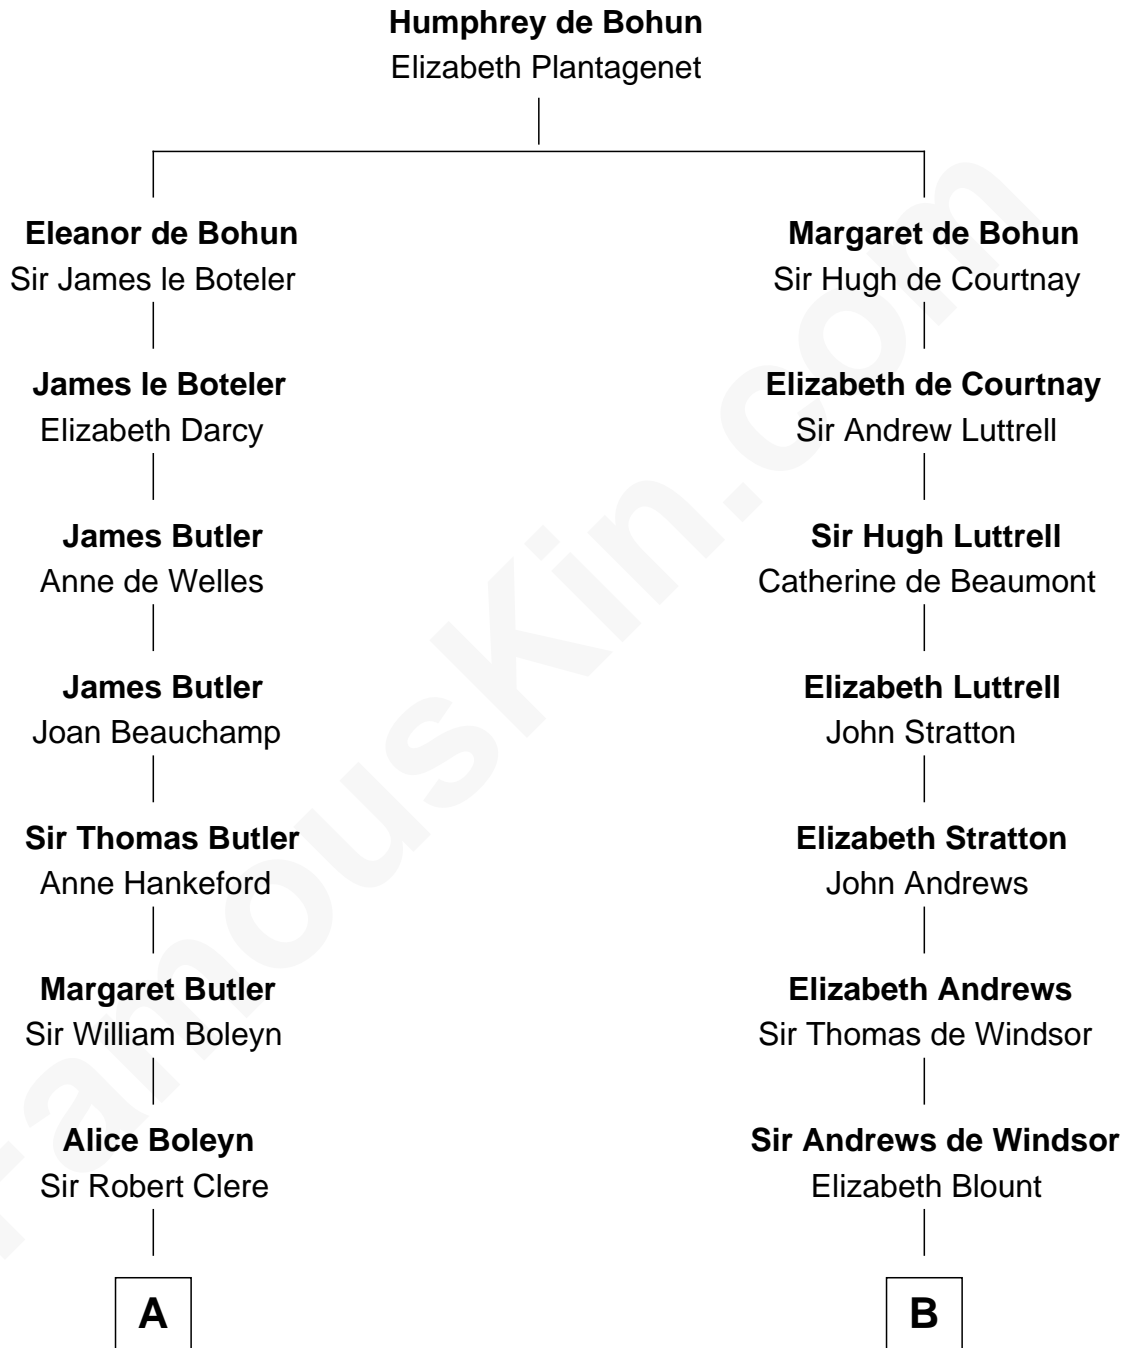 Humphrey de Bohun
Elizabeth Plantagenet
Eleanor de Bohun
Sir James le Boteler
James le Boteler
Elizabeth Darcy
James Butler
Anne de Welles
James Butler
Joan Beauchamp
Sir Thomas Butler
Anne Hankeford
Margaret Butler
Sir William Boleyn
Alice Boleyn
Sir Robert Clere
A
Margaret de Bohun
Sir Hugh de Courtnay
Elizabeth de Courtnay
Sir Andrew Luttrell
Sir Hugh Luttrell
Catherine de Beaumont
Elizabeth Luttrell
John Stratton
Elizabeth Stratton
John Andrews
Elizabeth Andrews
Sir Thomas de Windsor
Sir Andrews de Windsor
Elizabeth Blount
B
FamousKin.com